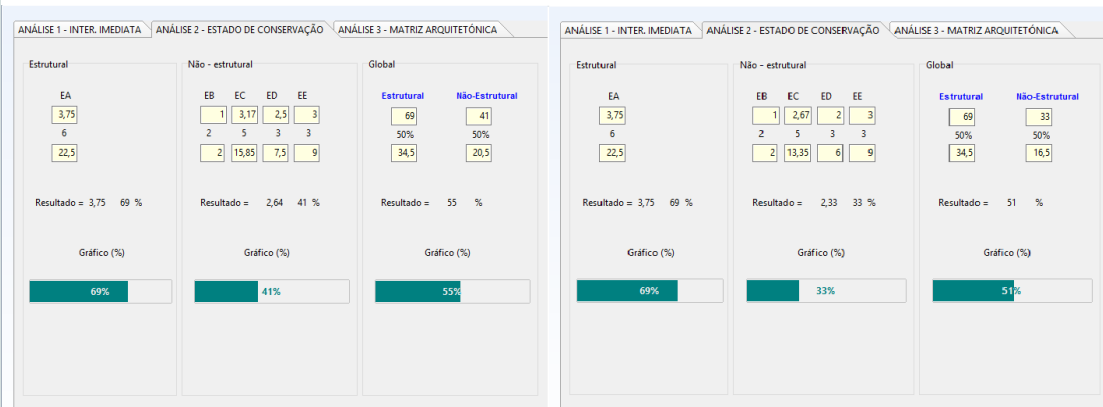 ANÁLISE 1 - INTER. IMEDIATA ANÁLISE 2 - ESTADO DE CONSERVAÇÃO ANÁLISE 3 - MATRIZ ARQUITETÓNICA
Estrutural Não - estrutural Global
EA EB EC ED EE Estrutural Não-Estrutural
3,75 1 3,17 2,5 3 69 41
6 2 5 3 3 50% 50%
22,5 2 15,85 7,5 9 34,5 20,5
Resultado = 3,75 69 % Resultado = 2,64 41 % Resultado = 55 %
Gráfico (%) Gráfico (%) Gráfico (%)
69% 41% 55%
ANÁLISE 1 - INTER. IMEDIATA ANÁLISE 2 - ESTADO DE CONSERVAÇÃO ANÁLISE 3 - MATRIZ ARQUITETÓNICA
Estrutural Não - estrutural Global
EA EB EC ED EE Estrutural Não-Estrutural
3,75 1 2,67 2 3 69 33
6 2 5 3 3 50% 50%
22,5 2 13,35 6 9 34,5 16,5
Resultado = 3,75 69 % Resultado = 2,33 33 % Resultado = 51 %
Gráfico (%) Gráfico (%) Gráfico (%)
69% 33% 51%